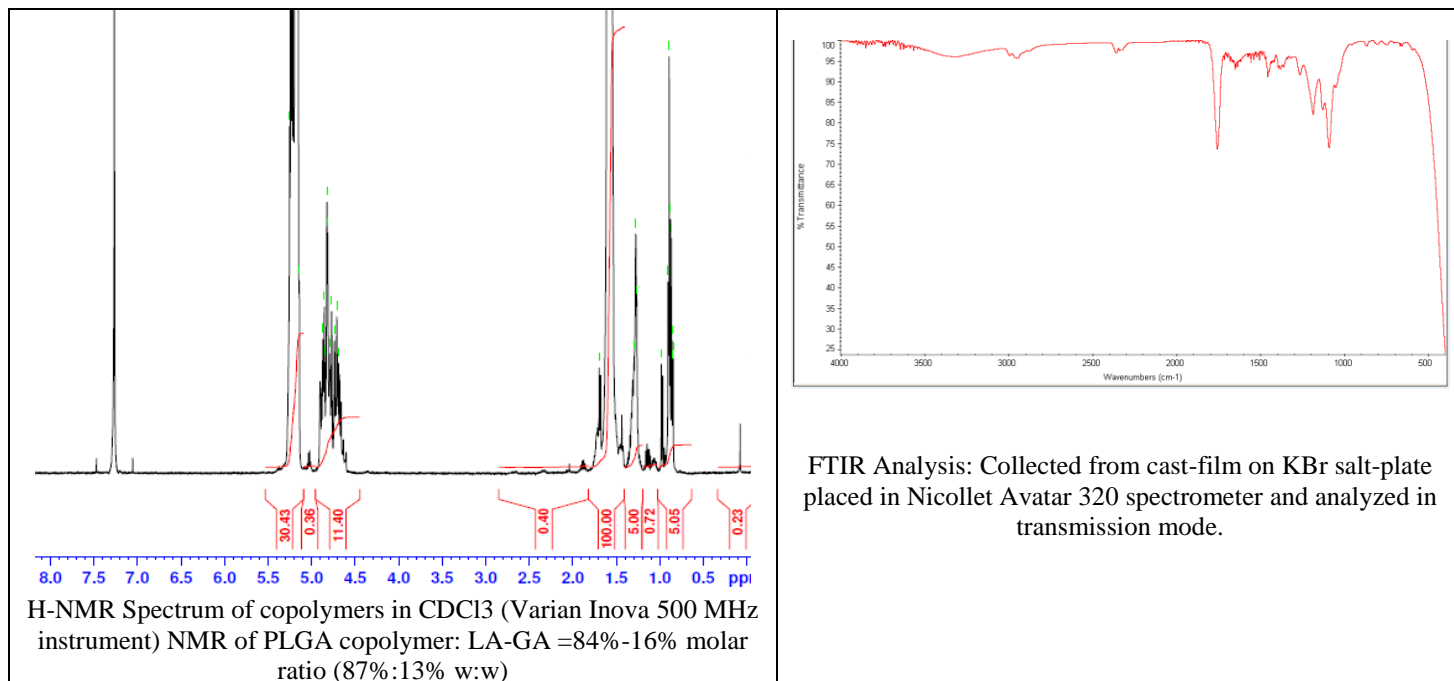 30.43
0.36
11.40
0.40
100.00
5.00
0.72
5.05
0.23
8.0 7.5 7.0 6.5 6.0 5.5 5.0 4.5 4.0 3.5 3.0 2.5 2.0 1.5 1.0 0.5 ppm
H-NMR Spectrum of copolymers in CDCl3 (Varian Inova 500 MHz
instrument) NMR of PLGA copolymer: LA-GA =84%-16% molar
ratio (87%:13% w:w)
100
95
90
85
80
75
70
65
60
55
50
45
40
35
30
25
%Transmittance
4000 3500 3000 2500 2000 1500 1000 500
Wavenumbers (cm-1)
FTIR Analysis: Collected from cast-film on KBr salt-plate
placed in Nicollet Avatar 320 spectrometer and analyzed in
transmission mode.